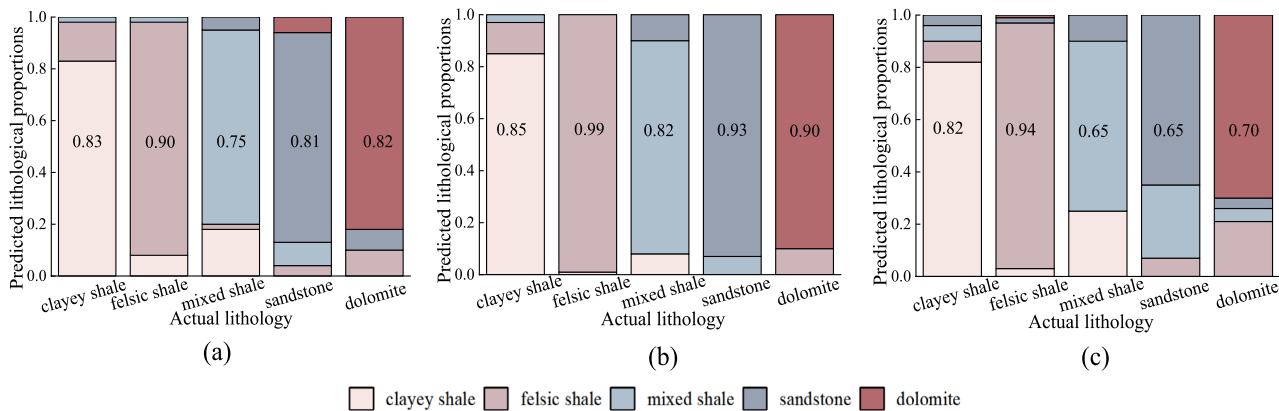 Predicted lithological proportions
1.0
0.8
0.6
0.4
0.2
0.0
0.83
0.90
0.75
0.81
0.82
clayey shale
felsic shale
mixed shale
sandstone
dolomite
Actual lithology
(a)
Predicted lithological proportions
1.0
0.8
0.6
0.4
0.2
0.0
0.85
0.99
0.82
0.93
0.90
clayey shale
felsic shale
mixed shale
sandstone
dolomite
Actual lithology
(b)
Predicted lithological proportions
1.0
0.8
0.6
0.4
0.2
0.0
0.82
0.94
0.65
0.65
0.70
clayey shale
felsic shale
mixed shale
sandstone
dolomite
Actual lithology
(c)
clayey shale felsic shale mixed shale sandstone dolomite